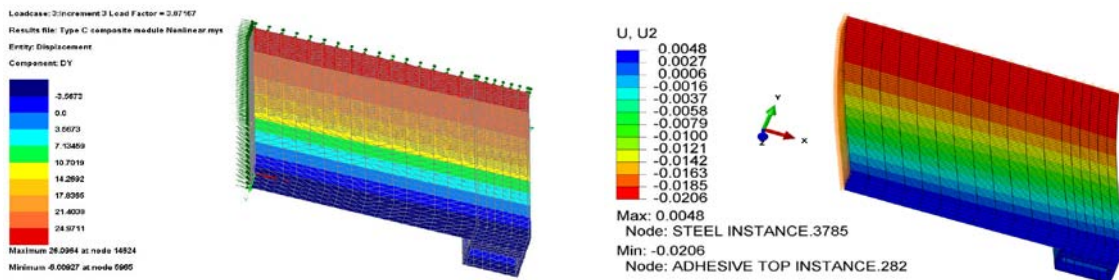 Loadcase: 3:Increment 3 Load Factor = 3.87167
Results file: Type C composite module Nonlinear.mys
Entity: Displacement
Component: DY
-3.5673
0.0
3.5673
7.13459
10.7019
14.2692
17.8365
21.4038
24.9711
Maximum 26.0964 at node 14824
Minimum -6.00927 at node 5965
U, U2
0.0048
0.0027
0.0006
-0.0016
-0.0037
-0.0058
-0.0079
-0.0100
-0.0121
-0.0142
-0.0163
-0.0185
-0.0206
Max: 0.0048
Node: STEEL INSTANCE.3785
Min: -0.0206
Node: ADHESIVE TOP INSTANCE.282
Y
X
Z